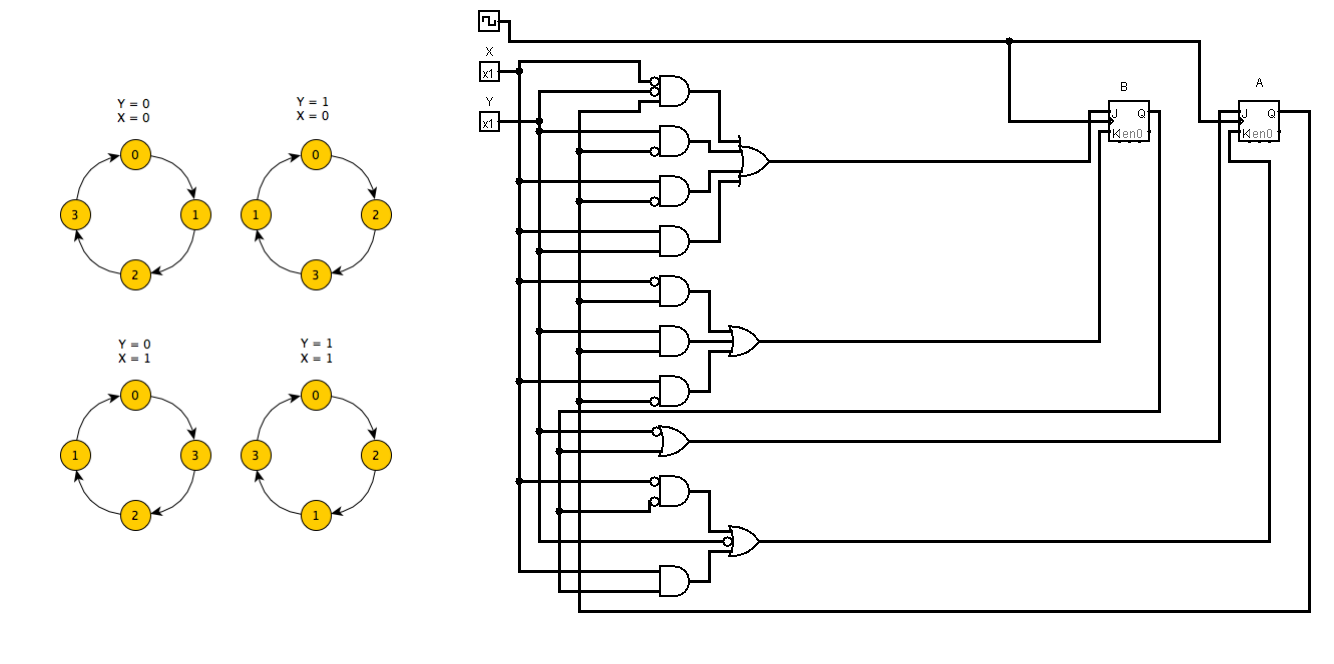 Y = 0
X = 0
0
3
1
2
Y = 1
X = 0
0
1
2
3
Y = 0
X = 1
0
1
3
2
Y = 1
X = 1
0
3
2
1
X
x1
Y
x1
B
J Q
K en0
A
J Q
K en0